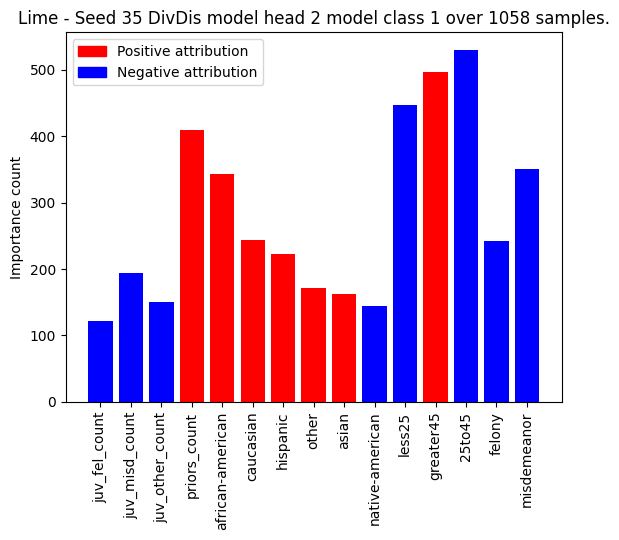 Lime - Seed 35 DivDis model head 2 model class 1 over 1058 samples.
Positive attribution
Negative attribution
Importance count
500
400
300
200
100
0
juv_fel_count
juv_misd_count
juv_other_count
priors_count
african-american
caucasian
hispanic
other
asian
native-american
less25
greater45
25to45
felony
misdemeanor